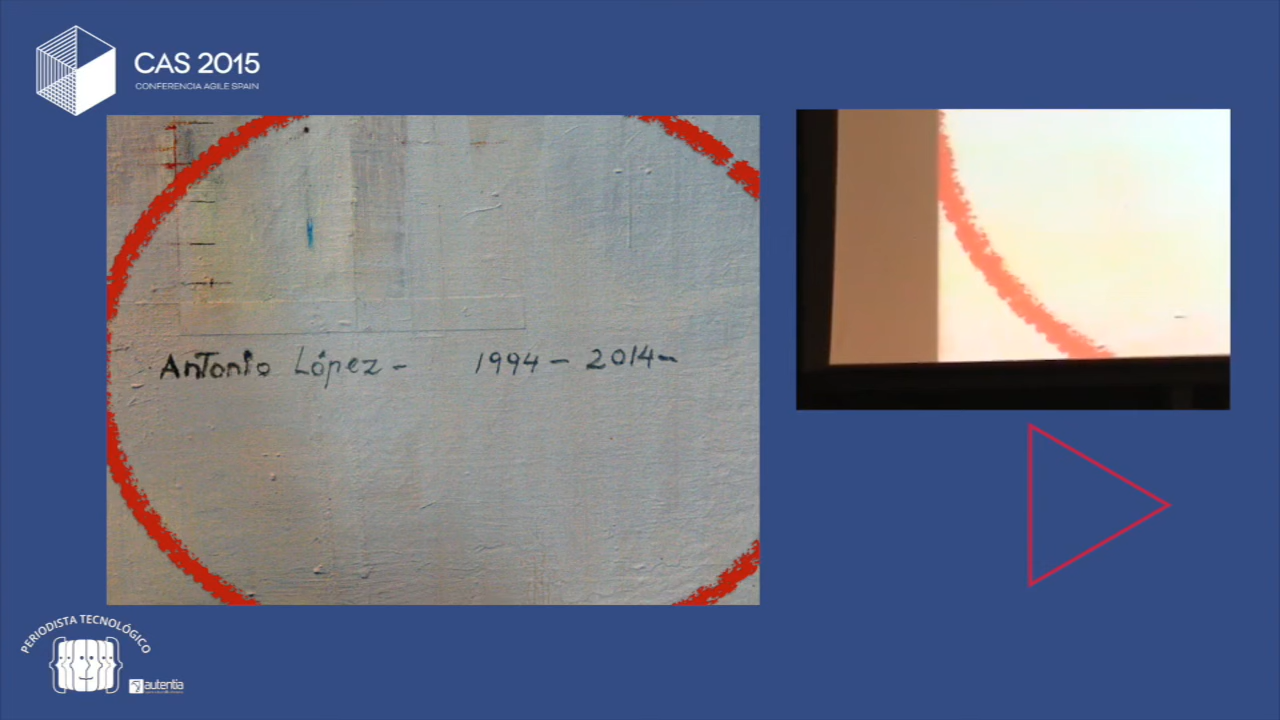 CAS 2015
CONFERENCIA AGILE SPAIN
Antonio López - 1994 - 2014 -
PERIODISTA TECNOLÓGICO
autentia